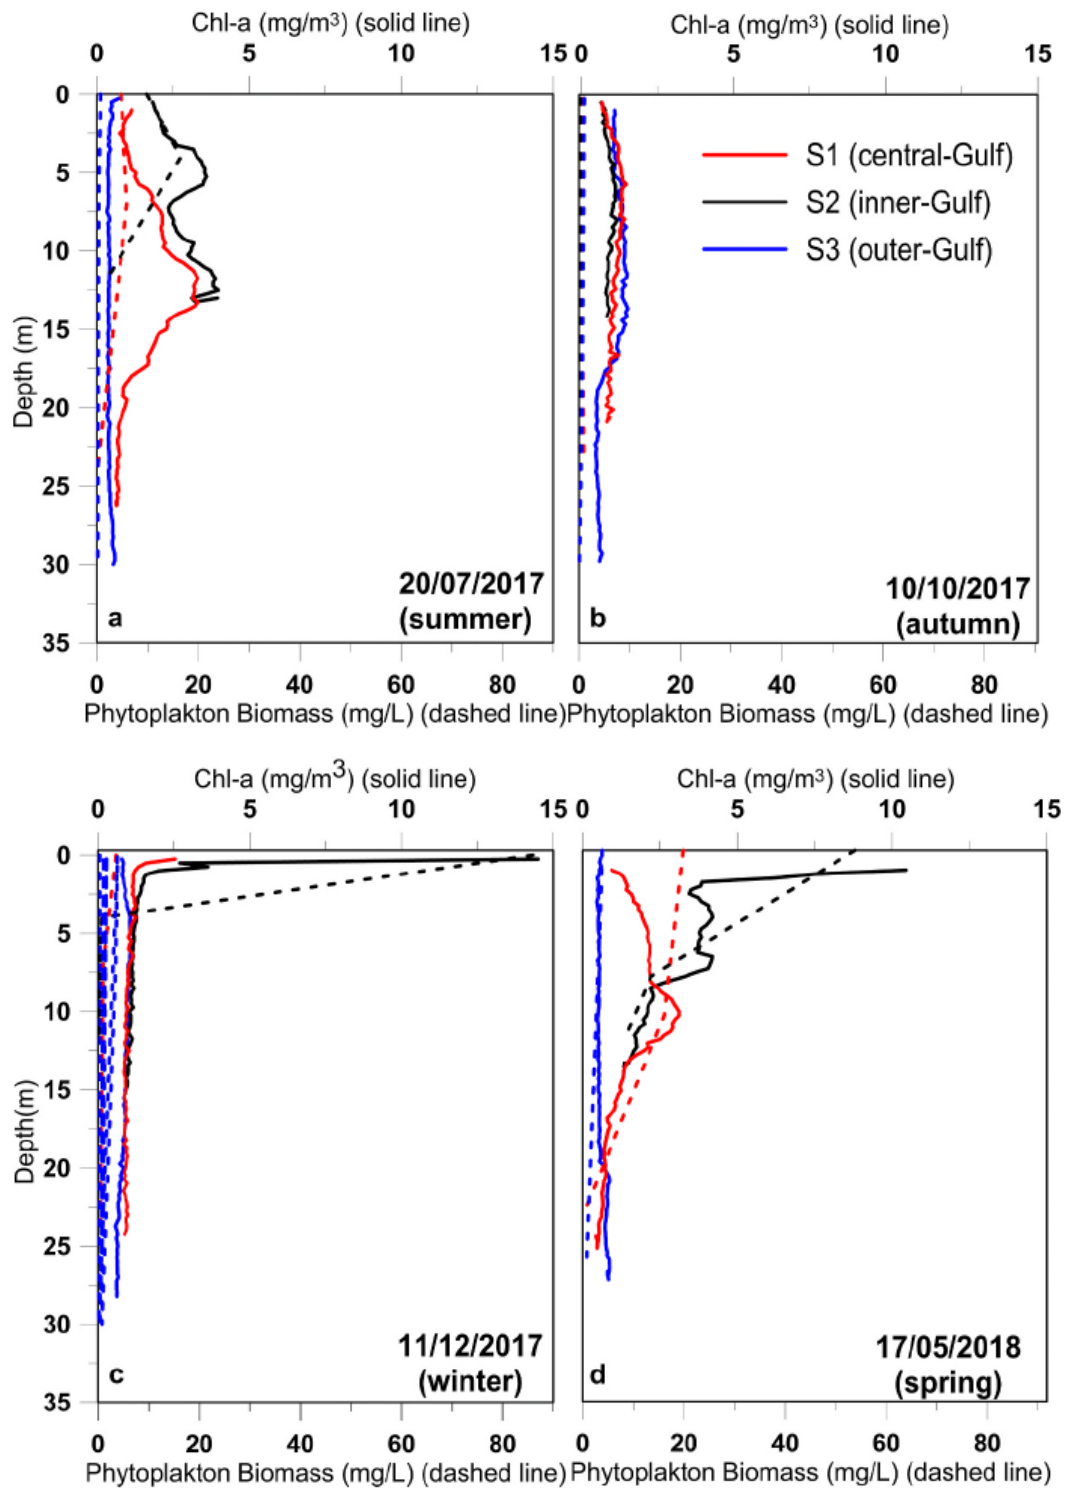 Chl-a (mg/m3) (solid line)
0 5 10 15
Chl-a (mg/m3) (solid line)
0 5 10 15
0
5
10
15
20
25
30
35
Depth (m)
S1 (central-Gulf)
S2 (inner-Gulf)
S3 (outer-Gulf)
20/07/2017
(summer)
a
10/10/2017
(autumn)
b
0 20 40 60 80
Phytoplakton Biomass (mg/L) (dashed line)
0 20 40 60 80
Phytoplakton Biomass (mg/L) (dashed line)
Chl-a (mg/m3) (solid line)
0 5 10 15
Chl-a (mg/m3) (solid line)
0 5 10 15
0
5
10
15
20
25
30
35
Depth(m)
11/12/2017
(winter)
c
17/05/2018
(spring)
d
0 20 40 60 80
Phytoplakton Biomass (mg/L) (dashed line)
0 20 40 60 80
Phytoplakton Biomass (mg/L) (dashed line)